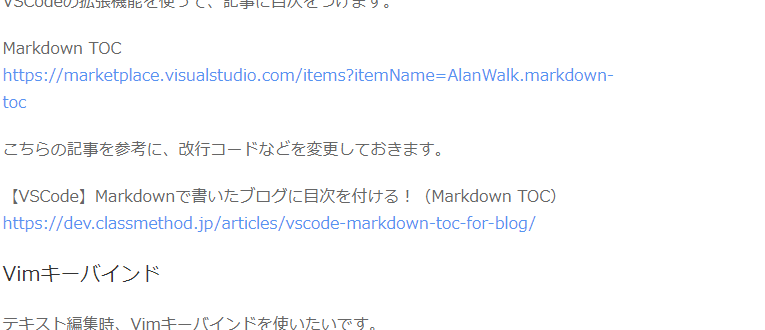 VSCodeの拡張機能を使って、記事に目次をつけます。
Markdown TOC
https://marketplace.visualstudio.com/items?itemName=AlanWalk.markdown-
toc
こちらの記事を参考に、改行コードなどを変更しておきます。
【VSCode】Markdownで書いたブログに目次を付ける！（Markdown TOC）
https://dev.classmethod.jp/articles/vscode-markdown-toc-for-blog/
Vimキーバインド
テキスト編集時、Vimキーバインドを使いたいです。